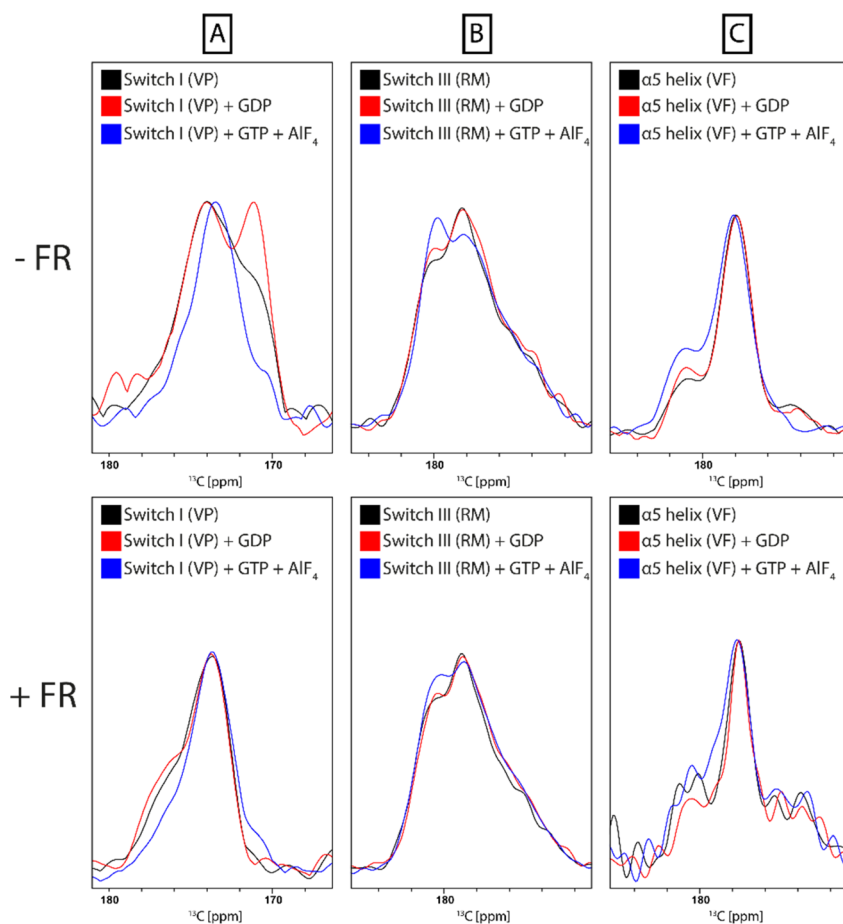 A
B
C
Switch I (VP)
Switch I (VP) + GDP
Switch I (VP) + GTP + AlF4
Switch III (RM)
Switch III (RM) + GDP
Switch III (RM) + GTP + AlF4
α5 helix (VF)
α5 helix (VF) + GDP
α5 helix (VF) + GTP + AlF4
- FR
180
170
13C [ppm]
180
13C [ppm]
180
13C [ppm]
Switch I (VP)
Switch I (VP) + GDP
Switch I (VP) + GTP + AlF4
Switch III (RM)
Switch III (RM) + GDP
Switch III (RM) + GTP + AlF4
α5 helix (VF)
α5 helix (VF) + GDP
α5 helix (VF) + GTP + AlF4
+ FR
180
170
13C [ppm]
180
13C [ppm]
180
13C [ppm]